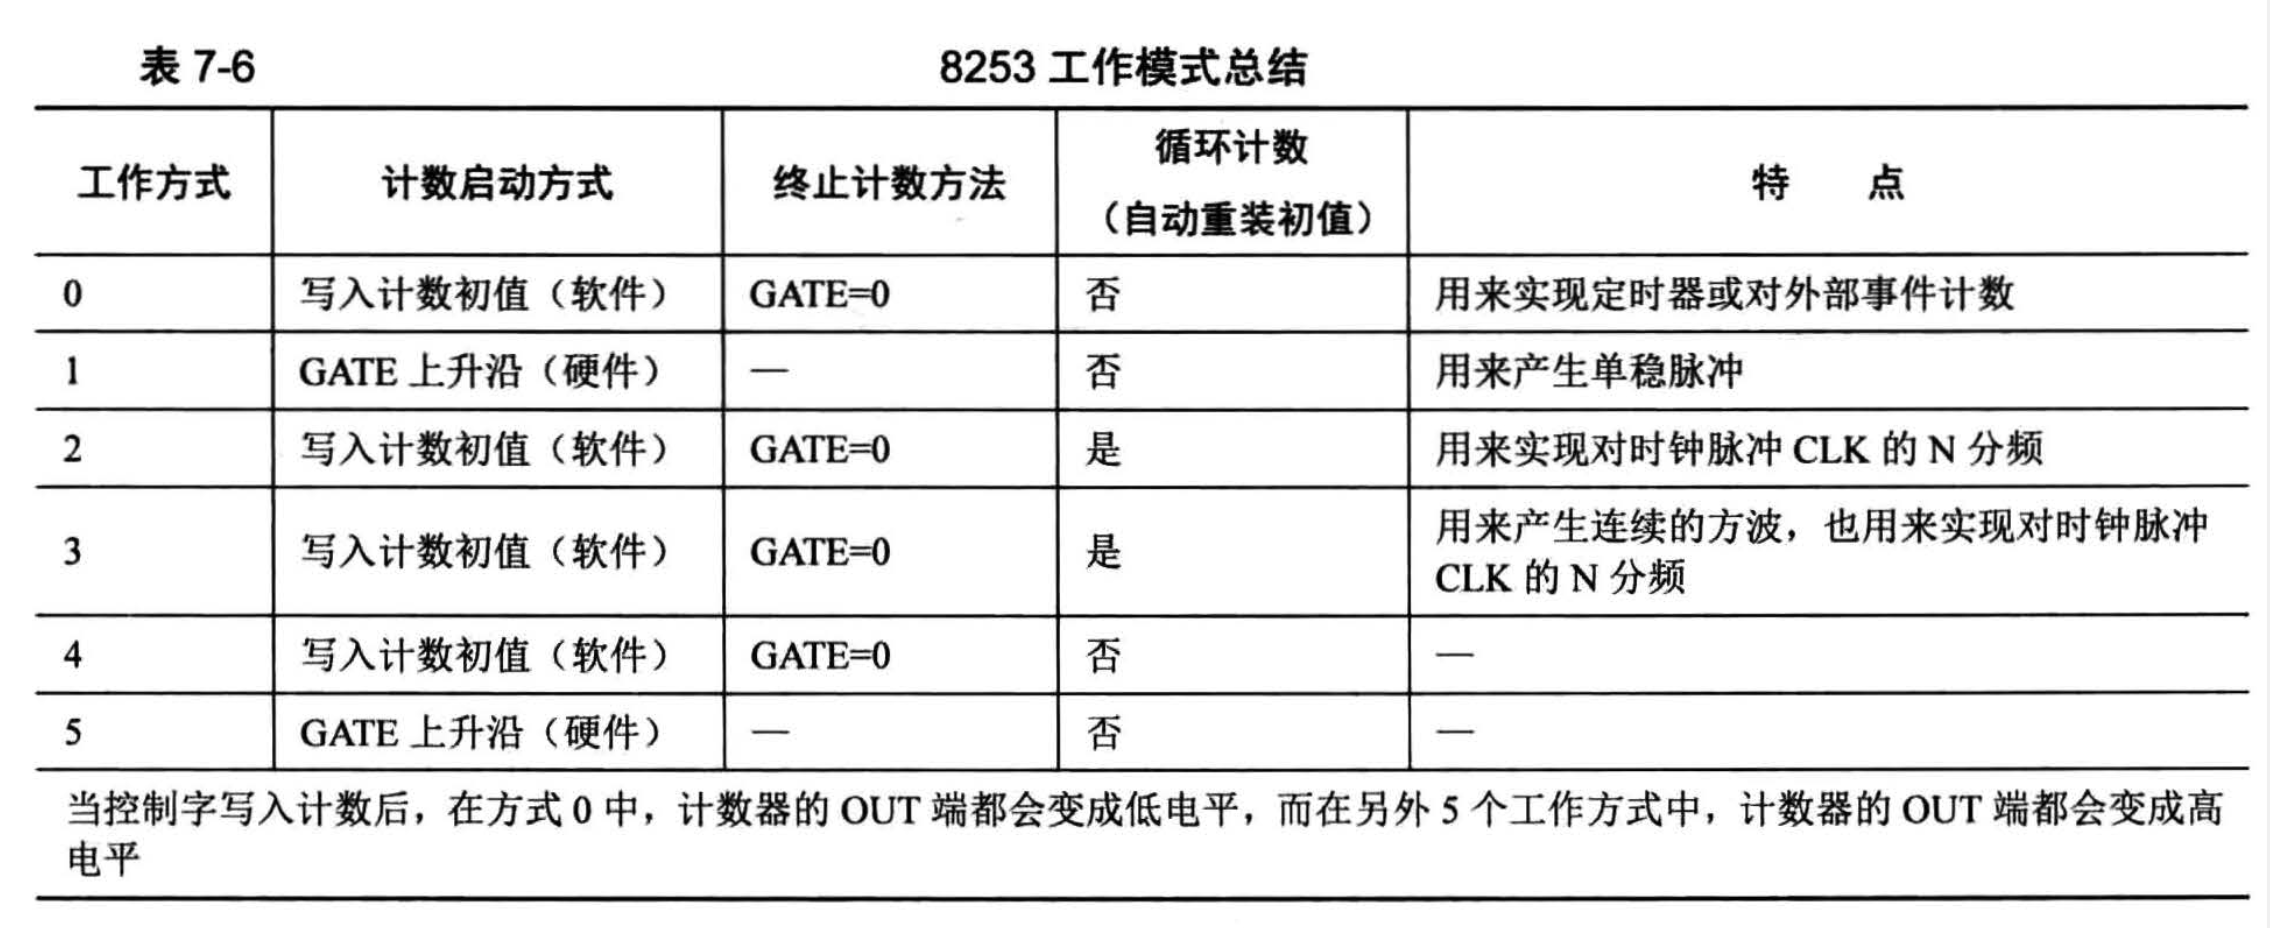 表 7-6
8253 工作模式总结
工作方式 计数启动方式 终止计数方法 循环计数（自动重装初值） 特 点
0 写入计数初值（软件） GATE=0 否 用来实现定时器或对外部事件计数
1 GATE 上升沿（硬件） — 否 用来产生单稳脉冲
2 写入计数初值（软件） GATE=0 是 用来实现对时钟脉冲 CLK 的 N 分频
3 写入计数初值（软件） GATE=0 是 用来产生连续的方波，也用来实现对时钟脉冲
CLK 的 N 分频
4 写入计数初值（软件） GATE=0 否 —
5 GATE 上升沿（硬件） — 否 —
当控制字写入计数后，在方式 0 中，计数器的 OUT 端都会变成低电平，而在另外 5 个工作方式中，计数器的 OUT 端都会变成高
电平